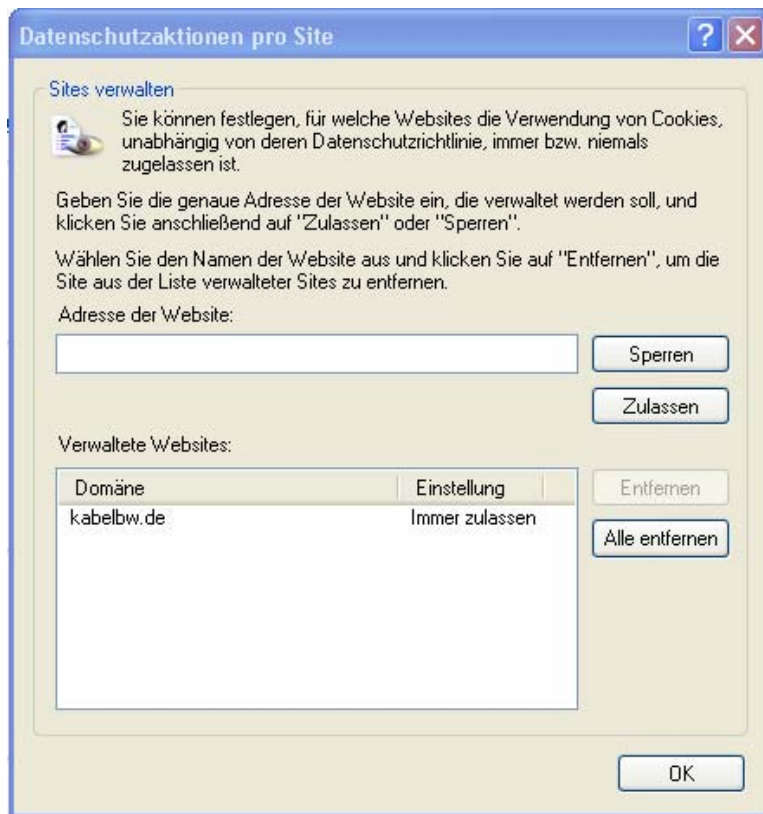 Datenschutzaktionen pro Site
Sites verwalten
Sie können festlegen, für welche Websites die Verwendung von Cookies,
unabhängig von deren Datenschutzrichtlinie, immer bzw. niemals
zugelassen ist.
Geben Sie die genaue Adresse der Website ein, die verwaltet werden soll, und
klicken Sie anschließend auf "Zulassen" oder "Sperren".
Wählen Sie den Namen der Website aus und klicken Sie auf "Entfernen", um die
Site aus der Liste verwalteter Sites zu entfernen.
Adresse der Website:
Sperren
Zulassen
Verwaltete Websites:
Domäne Einstellung
Entfernen
kabelbw.de Immer zulassen
Alle entfernen
OK